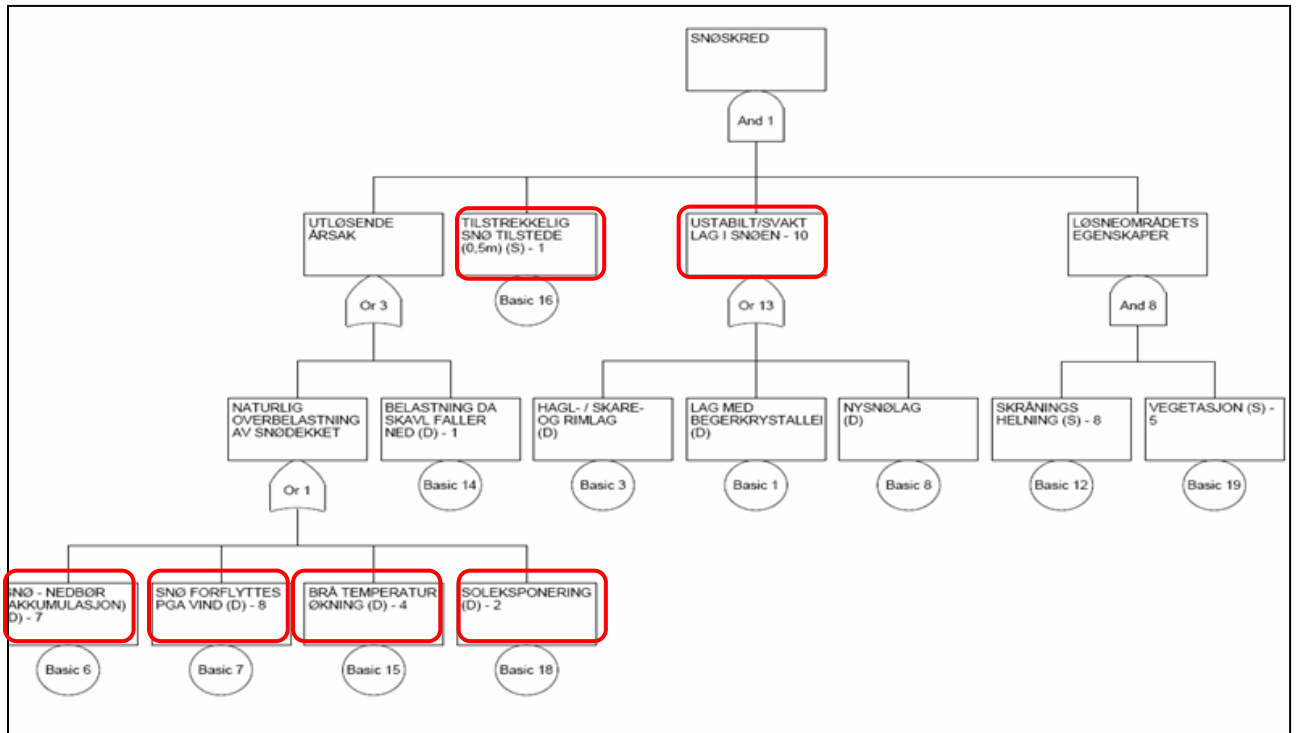 SNØSKRED
And 1
UTLØSENDE
ÅRSAK
TILSTREKKELIG
SNØ TILSTEDE
(0,5m) (S) - 1
USTABILT/SVAKT
LAG I SNØEN - 10
LØSNEOMRÅDETS
EGENSKAPER
Or 3
Basic 16
Or 13
And 8
NATURLIG
OVERBELASTNING
AV SNØDEKKET
BELASTNING DA
SKAVL FALLER
NED (D) - 1
HAGL- / SKARE-
OG RIMLAG
(D)
LAG MED
BEGERKRYSTALLEI
(D)
NYSNØLAG
(D)
SKRÅNINGS
HELNING (S) - 8
VEGETASJON (S) -
5
Or 1
Basic 14
Basic 3
Basic 1
Basic 8
Basic 12
Basic 19
SNØ - NEDBØR
AKKUMULASJON)
D) - 7
SNØ FORFLYTTES
PGA VIND (D) - 8
BRÅ TEMPERATUR
ØKNING (D) - 4
SOLEKSPONERING
(D) - 2
Basic 6
Basic 7
Basic 15
Basic 18